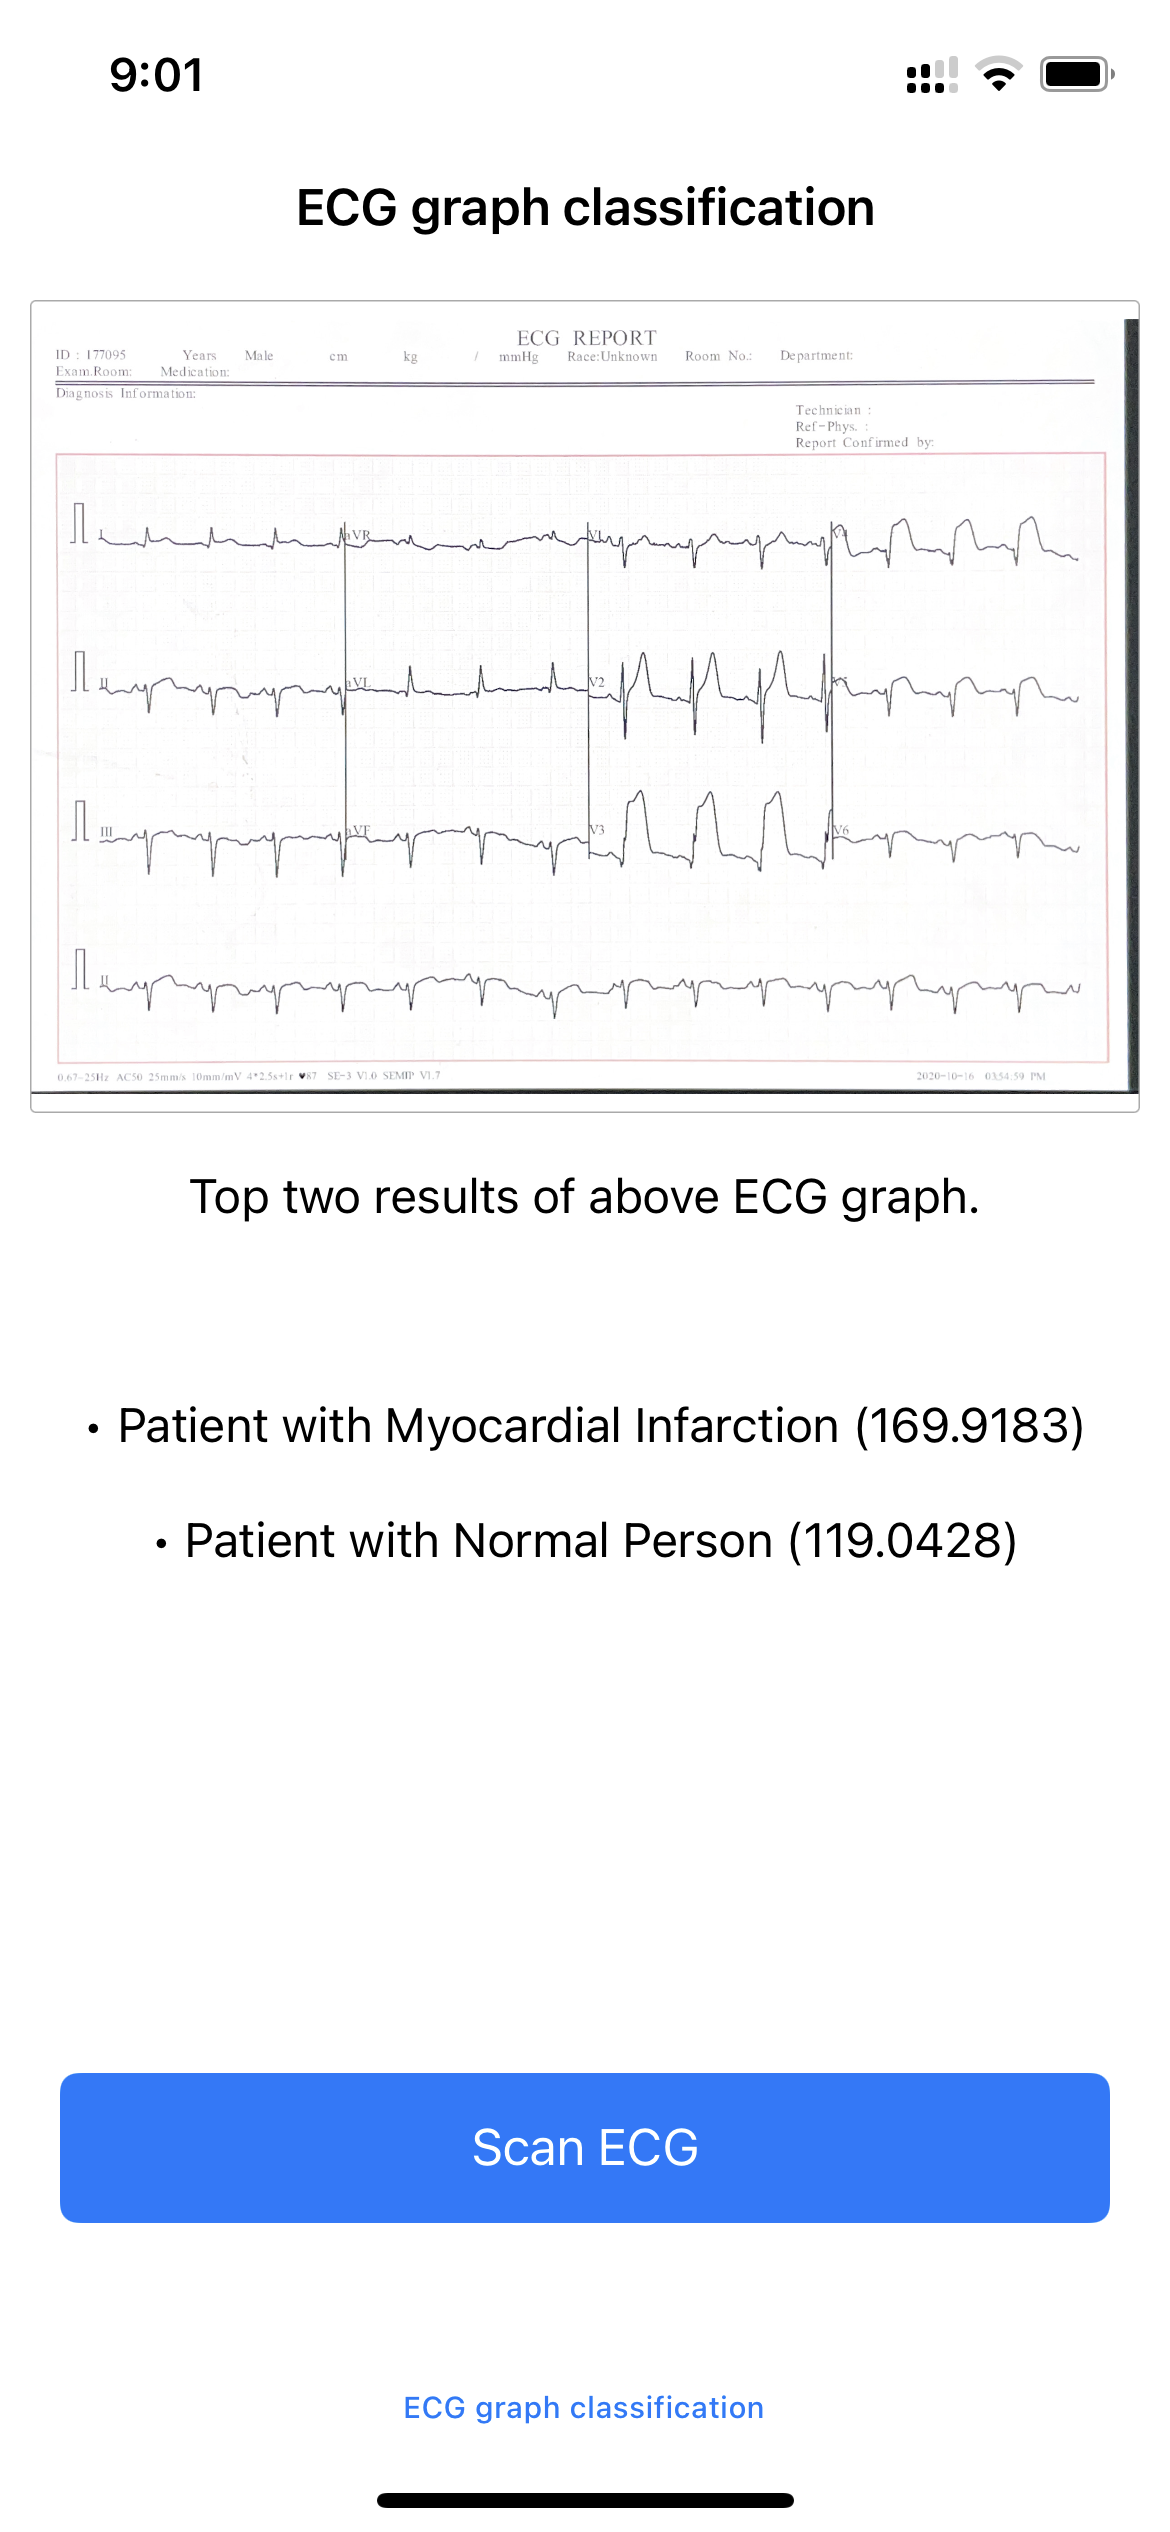 9:01
ECG graph classification
ECG REPORT
ID : 177095 Years Male cm kg / mmHg Race:Unknown Room No.: Department:
Exam.Room: Medication:
Diagnosis Information:
Technician :
Ref-Phys. :
Report Confirmed by:
I aVR V1 V4
II aVL V2 V5
III aVF V3 V6
II
0.67-25Hz AC50 25mm/s 10mm/mV 4*2.5s+1r ♥87 SE-3 V1.0 SEMIP V1.7
2020-10-16 03:54:59 PM
Top two results of above ECG graph.
• Patient with Myocardial Infarction (169.9183)
• Patient with Normal Person (119.0428)
Scan ECG
ECG graph classification